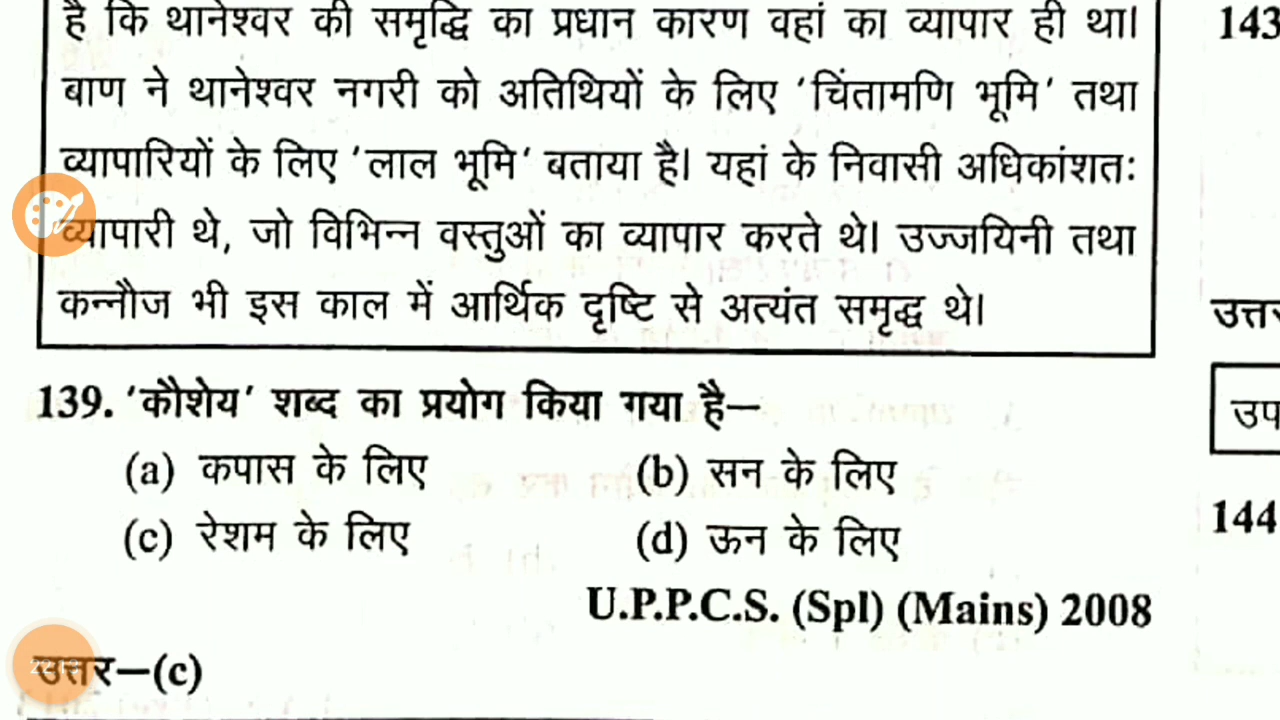 है कि थानेश्वर की समृद्धि का प्रधान कारण वहां का व्यापार ही था।
बाण ने थानेश्वर नगरी को अतिथियों के लिए 'चिंतामणि भूमि' तथा
व्यापारियों के लिए 'लाल भूमि' बताया है। यहां के निवासी अधिकांशतः
व्यापारी थे, जो विभिन्न वस्तुओं का व्यापार करते थे। उज्जयिनी तथा
कन्नौज भी इस काल में आर्थिक दृष्टि से अत्यंत समृद्ध थे।
139. 'कौशेय' शब्द का प्रयोग किया गया है—
(a) कपास के लिए (b) सन के लिए
(c) रेशम के लिए (d) ऊन के लिए
U.P.P.C.S. (Spl) (Mains) 2008
उत्तर—(c)
143
144